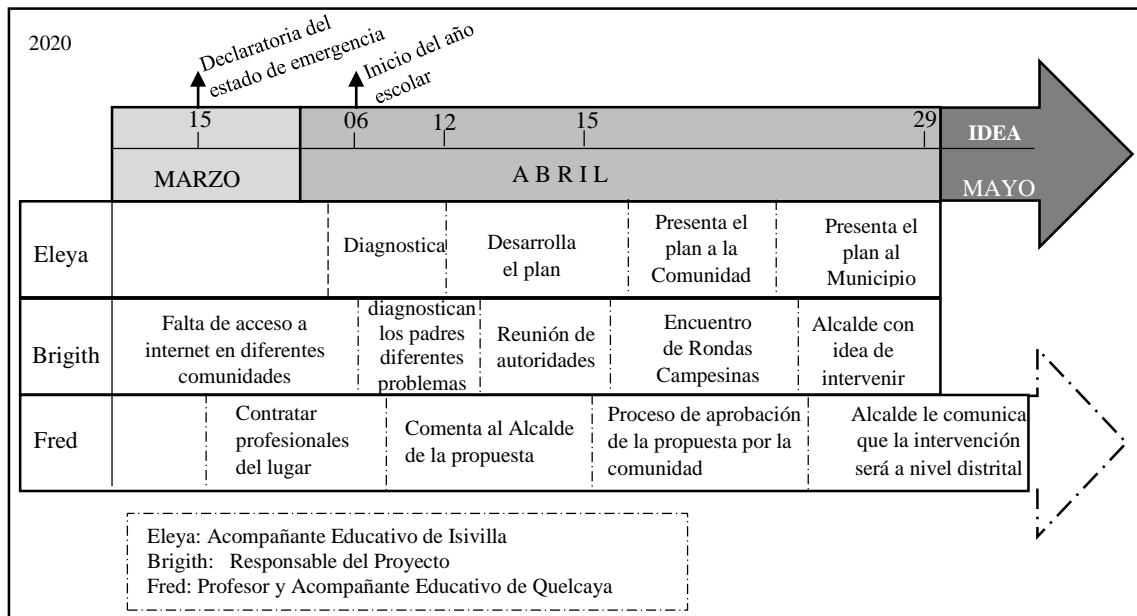 2020
Declaratoria del
estado de emergencia
Inicio del año
escolar
15
06
12
15
29
IDEA
MARZO
A B R I L
MAYO
Eleya
Diagnostica
Desarrolla
el plan
Presenta el
plan a la
Comunidad
Presenta el
plan al
Municipio
Brigith
Falta de acceso a
internet en diferentes
comunidades
diagnostican
los padres
diferentes
problemas
Reunión de
autoridades
Encuentro
de Rondas
Campesinas
Alcalde con
idea de
intervenir
Fred
Contratar
profesionales
del lugar
Comenta al Alcalde
de la propuesta
Proceso de aprobación
de la propuesta por la
comunidad
Alcalde le comunica
que la intervención
será a nivel distrital
Eleya: Acompañante Educativo de Isivilla
Brigith: Responsable del Proyecto
Fred: Profesor y Acompañante Educativo de Quelcaya